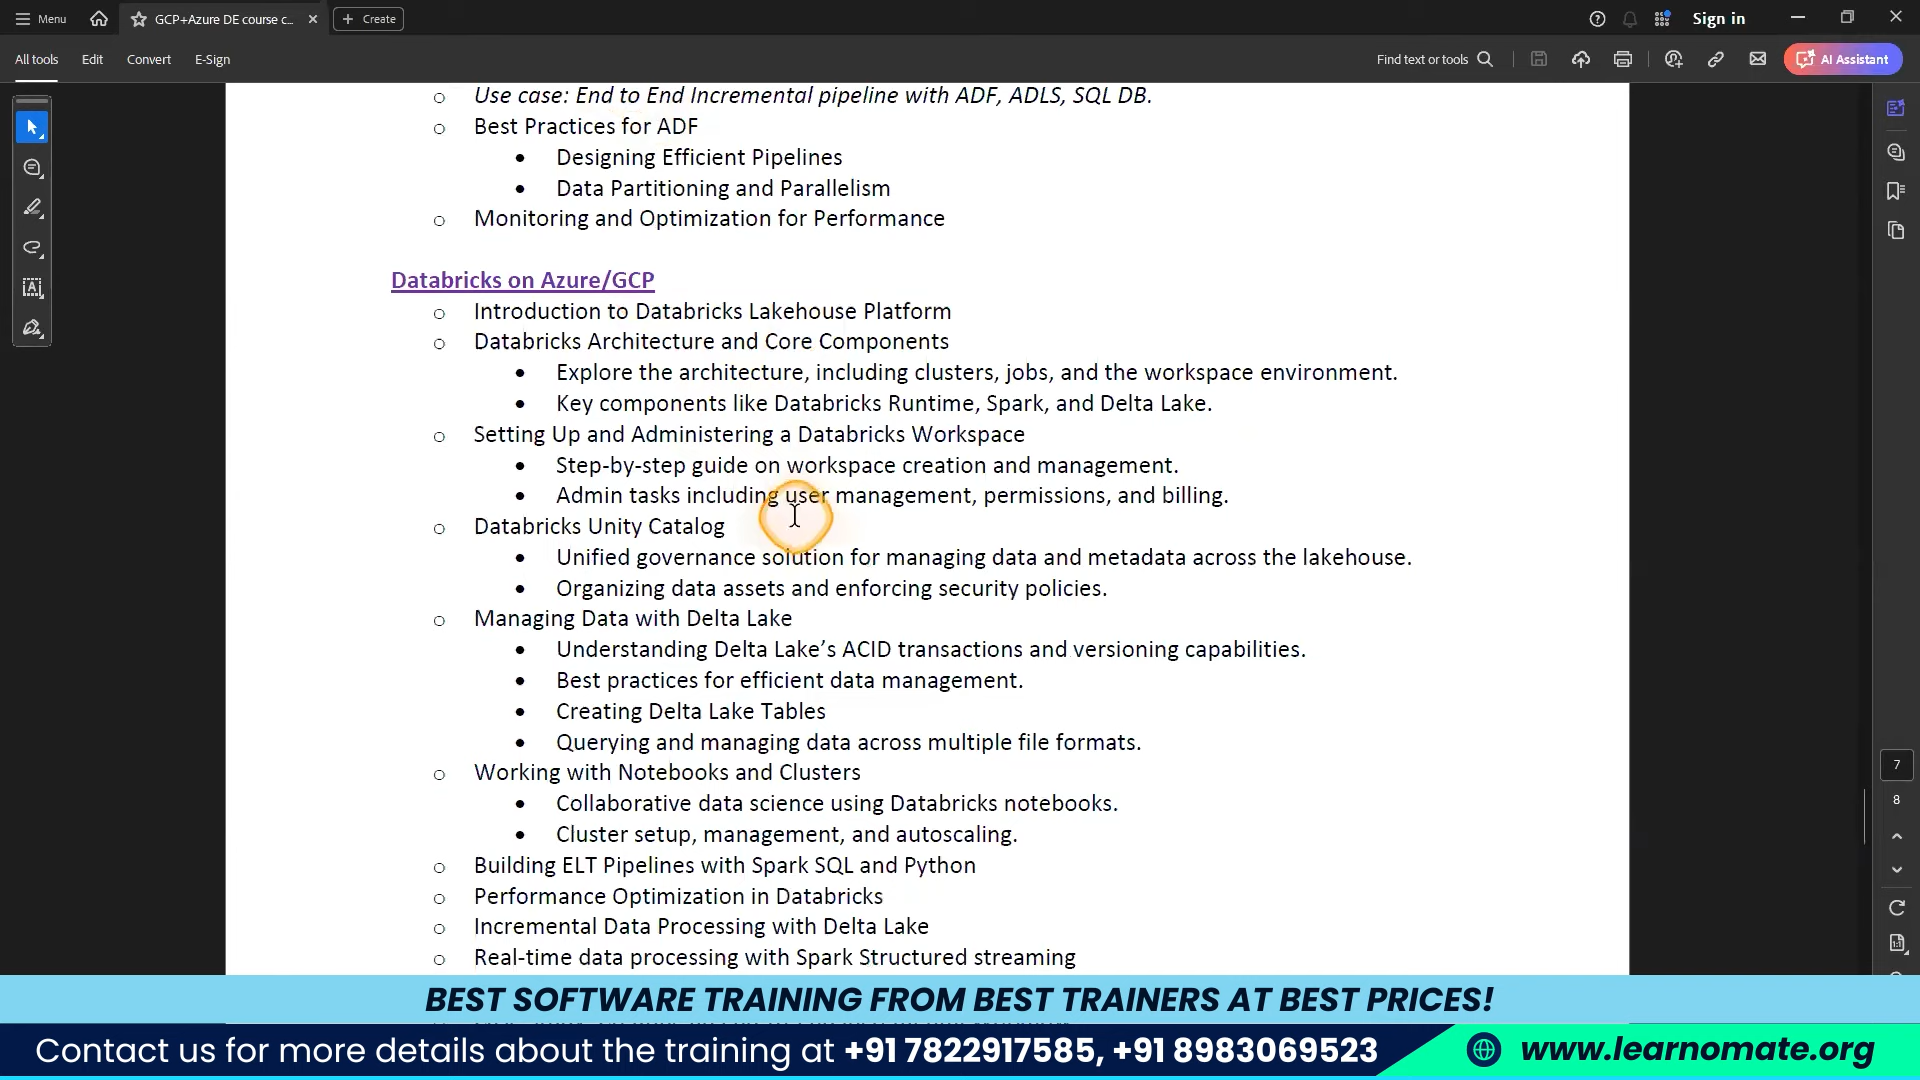 Menu
GCP+Azure DE course c...
Create
Sign in
All tools
Edit
Convert
E-Sign
Find text or tools
AI Assistant
Use case: End to End Incremental pipeline with ADF, ADLS, SQL DB.
Best Practices for ADF
Designing Efficient Pipelines
Data Partitioning and Parallelism
Monitoring and Optimization for Performance
Databricks on Azure/GCP
Introduction to Databricks Lakehouse Platform
Databricks Architecture and Core Components
Explore the architecture, including clusters, jobs, and the workspace environment.
Key components like Databricks Runtime, Spark, and Delta Lake.
Setting Up and Administering a Databricks Workspace
Step-by-step guide on workspace creation and management.
Admin tasks including user management, permissions, and billing.
Databricks Unity Catalog
Unified governance solution for managing data and metadata across the lakehouse.
Organizing data assets and enforcing security policies.
Managing Data with Delta Lake
Understanding Delta Lake’s ACID transactions and versioning capabilities.
Best practices for efficient data management.
Creating Delta Lake Tables
Querying and managing data across multiple file formats.
Working with Notebooks and Clusters
Collaborative data science using Databricks notebooks.
Cluster setup, management, and autoscaling.
Building ELT Pipelines with Spark SQL and Python
Performance Optimization in Databricks
Incremental Data Processing with Delta Lake
Real-time data processing with Spark Structured streaming
7
8
BEST SOFTWARE TRAINING FROM BEST TRAINERS AT BEST PRICES!
Contact us for more details about the training at +91 7822917585, +91 8983069523
www.learnomate.org